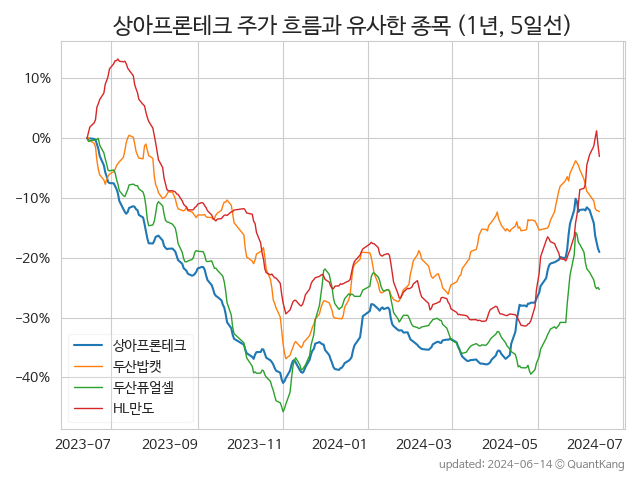 상아프론테크 주가 흐름과 유사한 종목 (1년, 5일선)
10%
0%
−10%
−20%
−30%
−40%
상아프론테크
두산밥캣
두산퓨얼셀
HL만도
2023-07
2023-09
2023-11
2024-01
2024-03
2024-05
2024-07
updated: 2024-06-14 © QuantKang